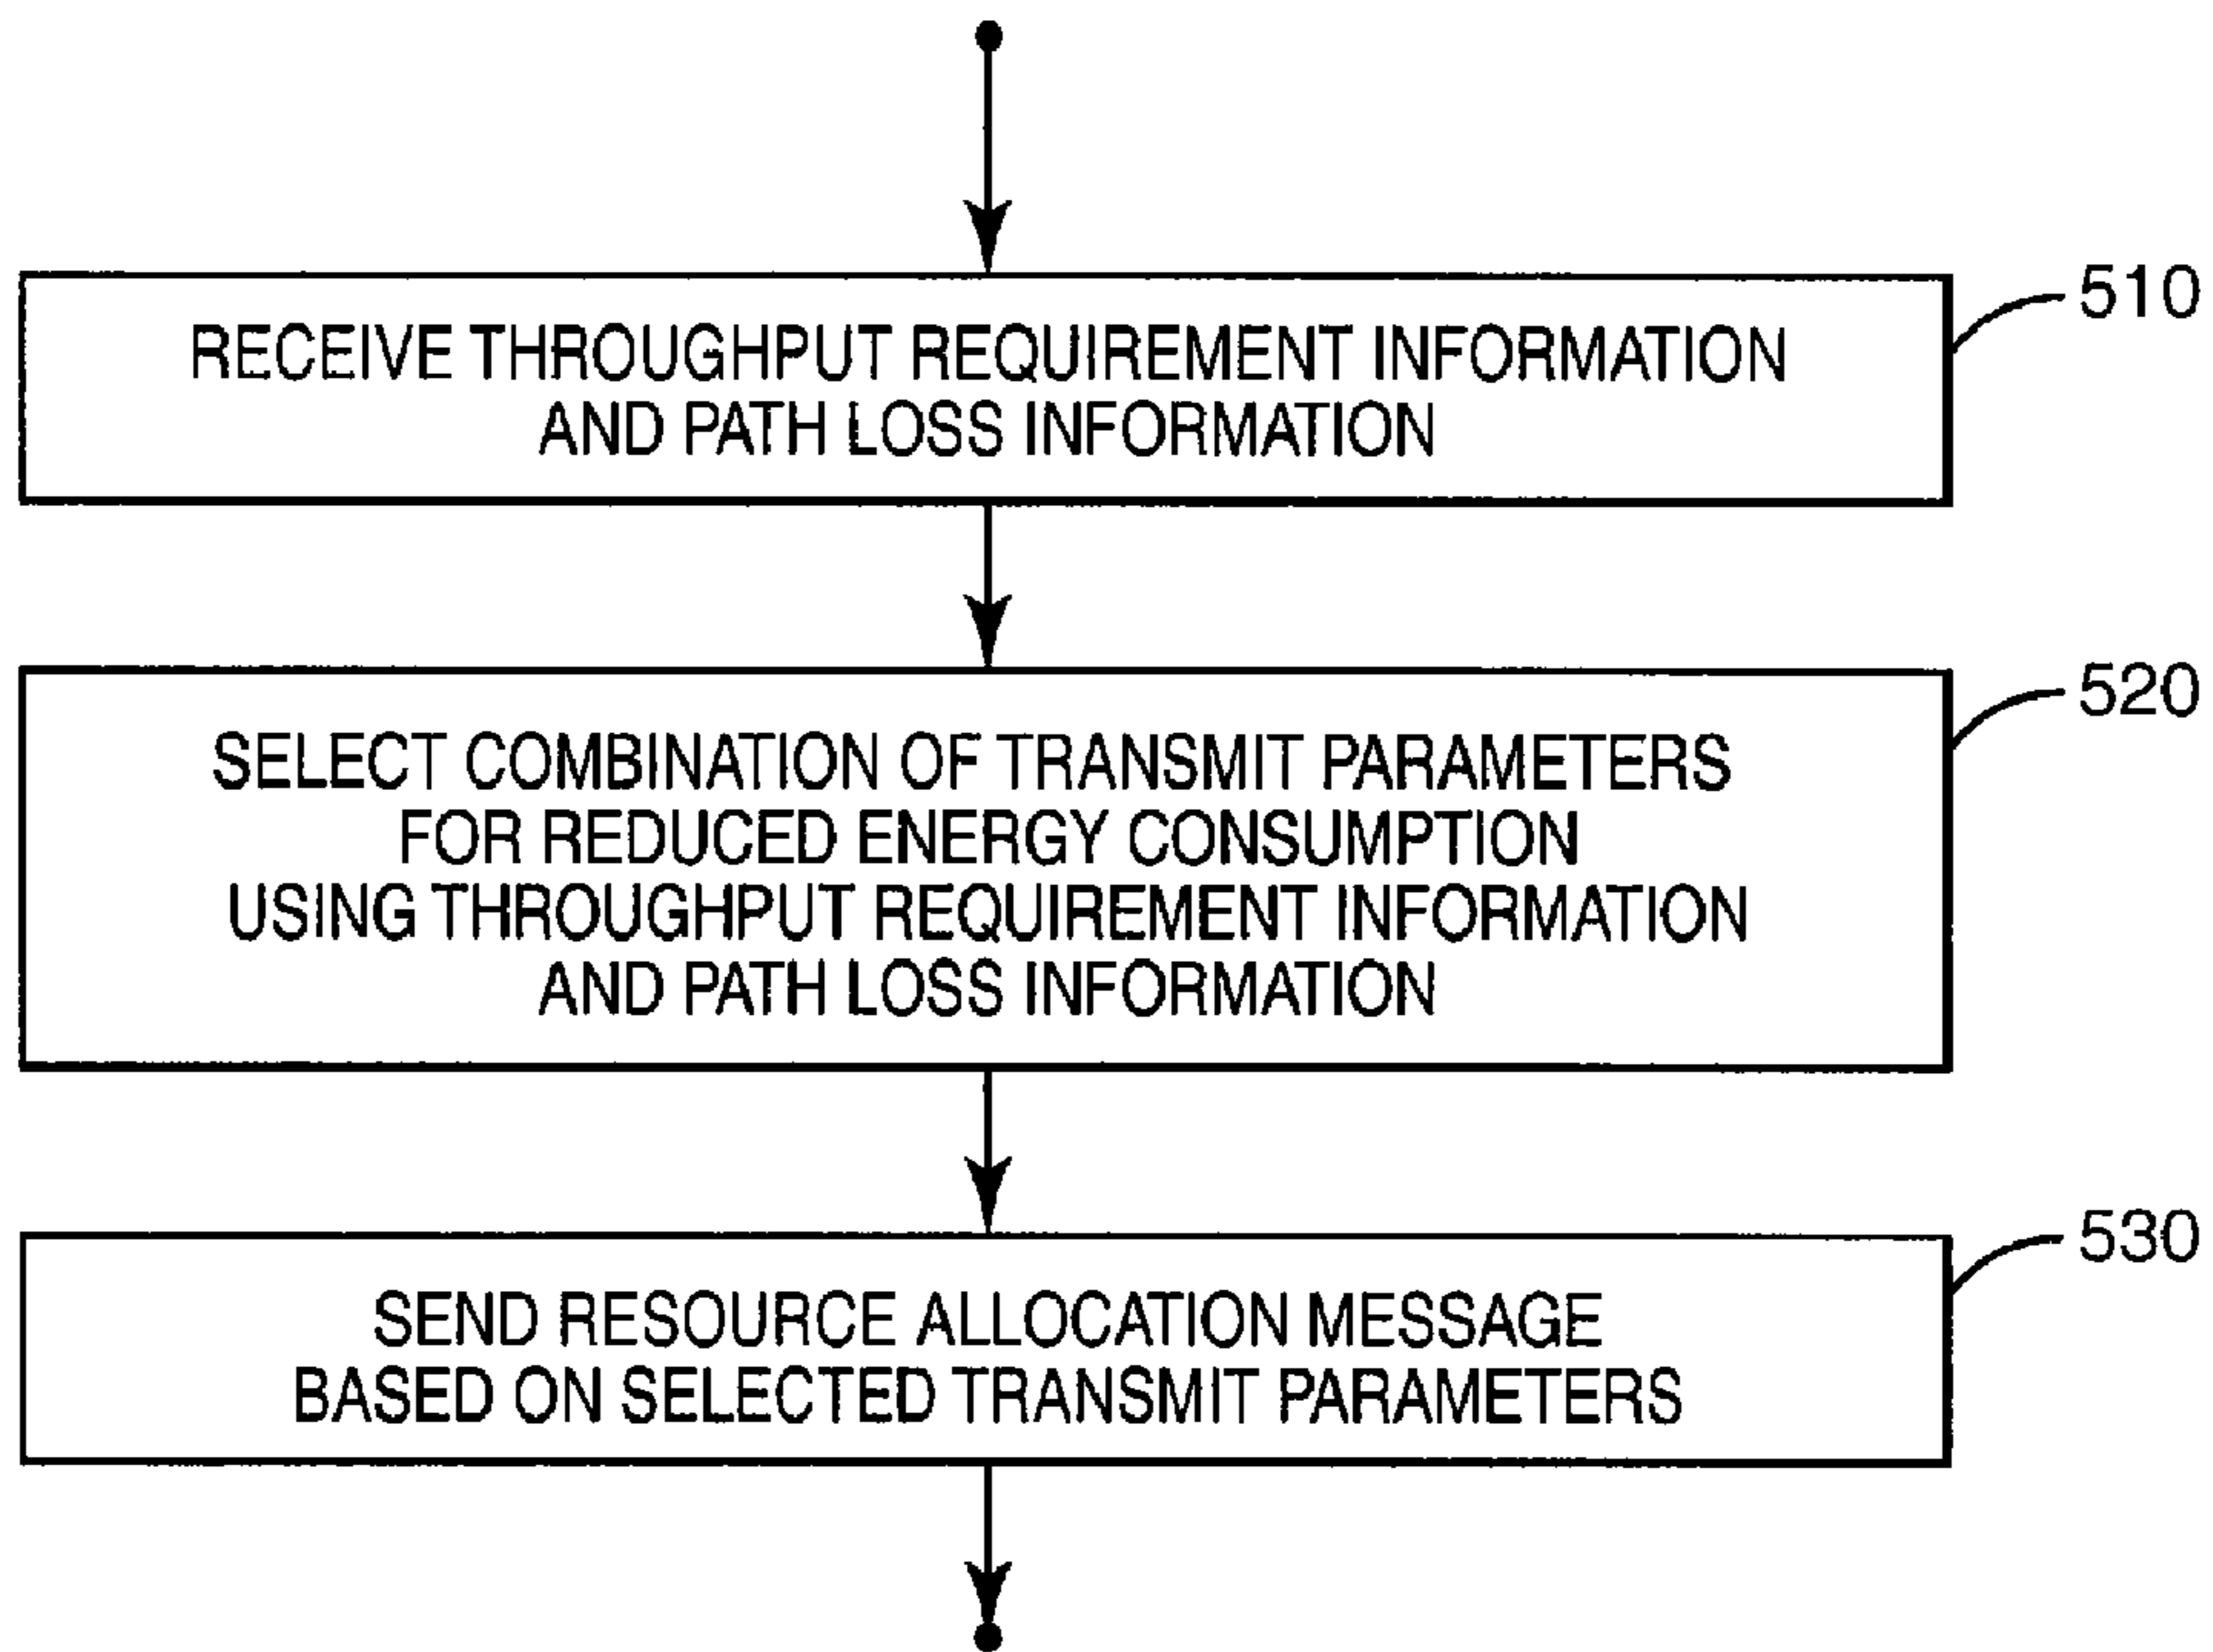 RECEIVE THROUGHPUT REQUIREMENT INFORMATION
AND PATH LOSS INFORMATION
510
SELECT COMBINATION OF TRANSMIT PARAMETERS
FOR REDUCED ENERGY CONSUMPTION
USING THROUGHPUT REQUIREMENT INFORMATION
AND PATH LOSS INFORMATION
520
SEND RESOURCE ALLOCATION MESSAGE
BASED ON SELECTED TRANSMIT PARAMETERS
530